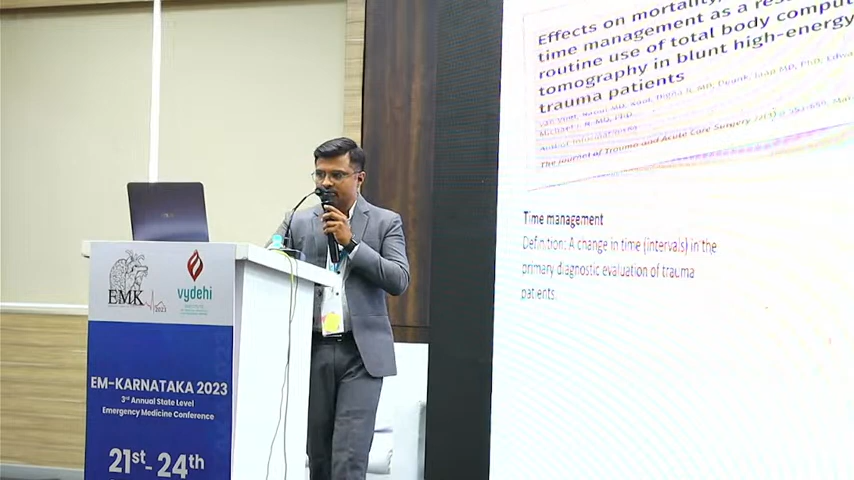 EMK
2023
vydehi
EM-KARNATAKA 2023
3rd Annual State Level
Emergency Medicine Conference
21st - 24th
Effects on mortality,
time management as a res
routine use of total body comput
tomography in blunt high-energy
trauma patients
The Journal of Trauma and Acute Care Surgery
Time management
Definition: A change in time (intervals) in the
primary diagnostic evaluation of trauma
patients.